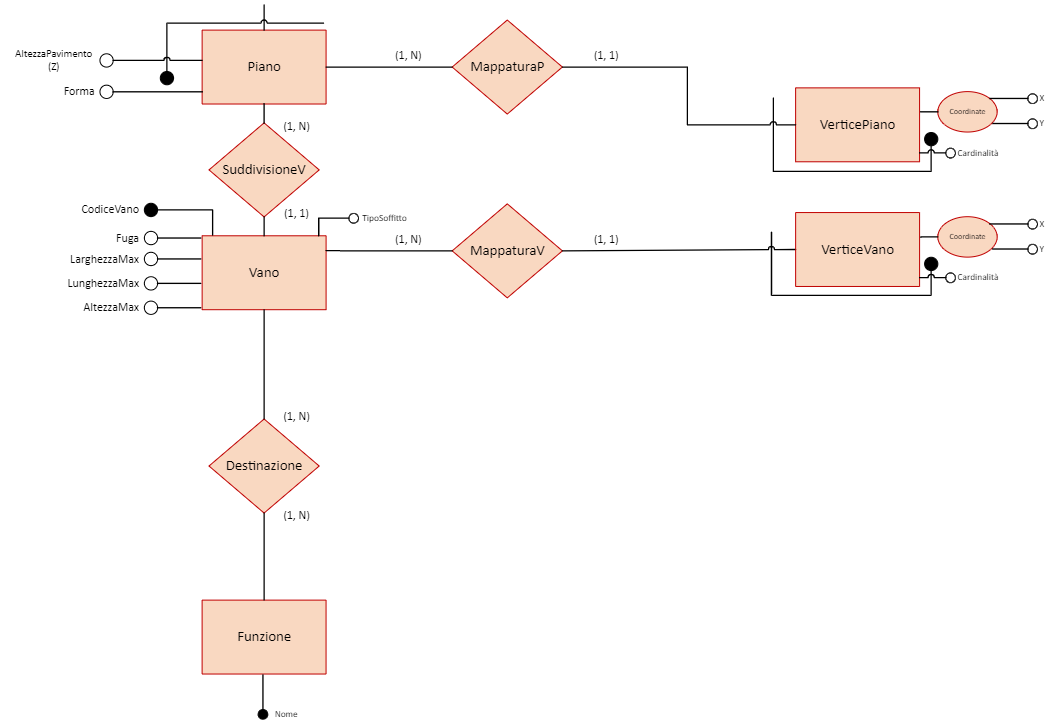 AltezzaPavimento
(Z)
Forma
Piano
(1, N)
MappaturaP
(1, 1)
VerticePiano
Coordinate
X
Y
Cardinalità
(1, N)
SuddivisioneV
(1, 1)
CodiceVano
Fuga
LarghezzaMax
LunghezzaMax
AltezzaMax
TipoSoffitto
Vano
(1, N)
MappaturaV
(1, 1)
VerticeVano
Coordinate
X
Y
Cardinalità
(1, N)
Destinazione
(1, N)
Funzione
Nome